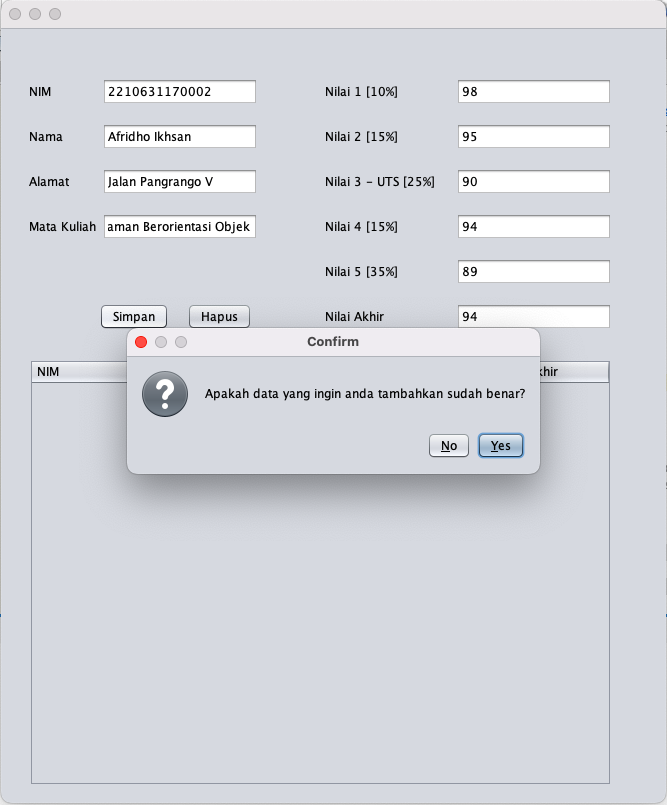 NIM 2210631170002 Nilai 1 [10%] 98
Nama Afridho Ikhsan Nilai 2 [15%] 95
Alamat Jalan Pangrango V Nilai 3 - UTS [25%] 90
Mata Kuliah aman Berorientasi Objek Nilai 4 [15%] 94
Nilai 5 [35%] 89
Simpan Hapus Nilai Akhir 94
Confirm
NIM khir
Apakah data yang ingin anda tambahkan sudah benar?
No Yes